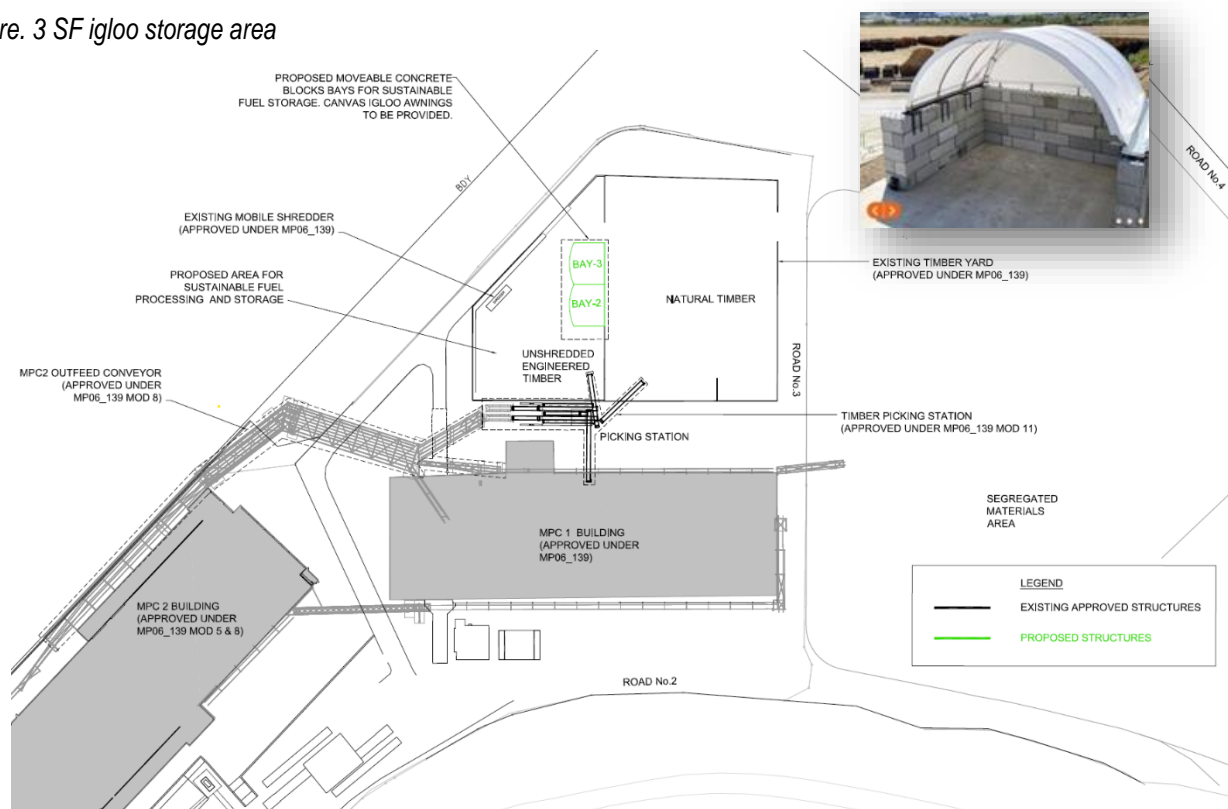 re. 3 SF igloo storage area
PROPOSED MOVEABLE CONCRETE
BLOCKS BAYS FOR SUSTAINABLE
FUEL STORAGE. CANVAS IGLOO AWNINGS
TO BE PROVIDED.
ROAD No.4
BDY
EXISTING MOBILE SHREDDER
(APPROVED UNDER MP06_139)
PROPOSED AREA FOR
SUSTAINABLE FUEL
PROCESSING AND STORAGE
BAY-3
BAY-2
NATURAL TIMBER
EXISTING TIMBER YARD
(APPROVED UNDER MP06_139)
UNSHREDDED
ENGINEERED
TIMBER
ROAD No.3
MPC2 OUTFEED CONVEYOR
(APPROVED UNDER
MP06_139 MOD 8)
TIMBER PICKING STATION
(APPROVED UNDER MP06_139 MOD 11)
PICKING STATION
SEGREGATED
MATERIALS
AREA
MPC 1 BUILDING
(APPROVED UNDER
MP06_139)
MPC 2 BUILDING
(APPROVED UNDER
MP06_139 MOD 5 & 8)
LEGEND
EXISTING APPROVED STRUCTURES
PROPOSED STRUCTURES
ROAD No.2